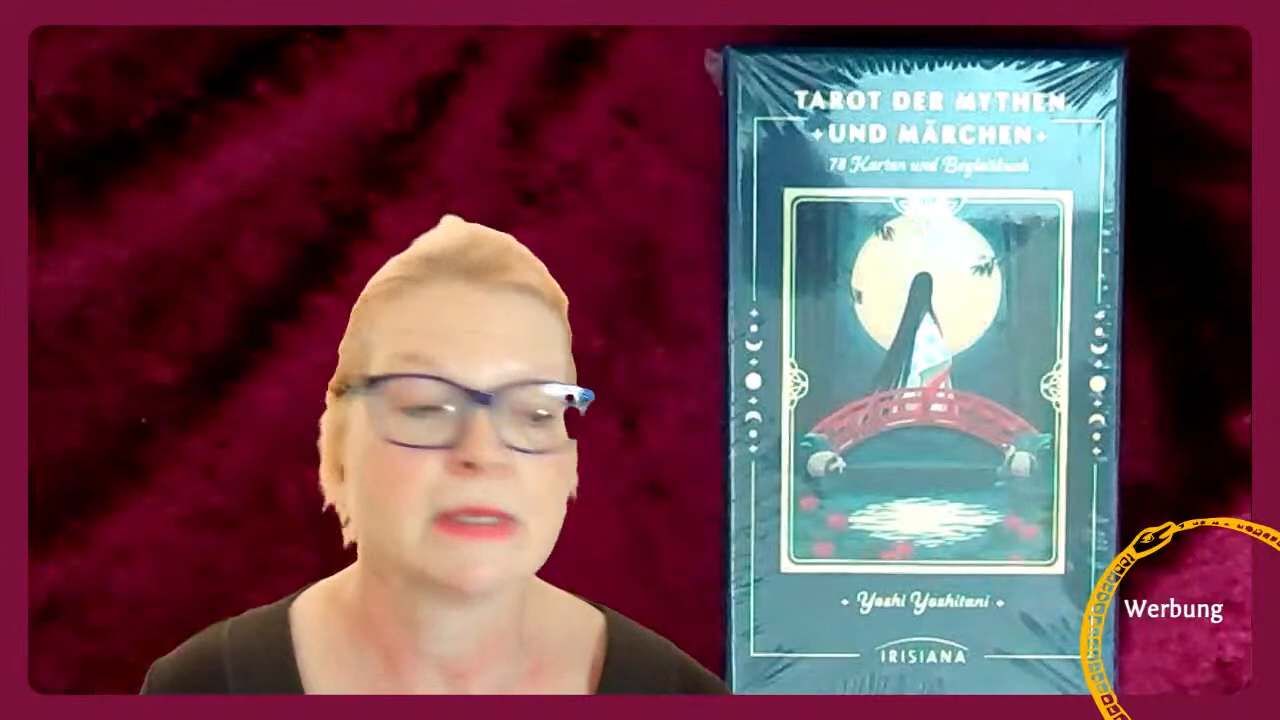 TAROT DER MYTHEN
UND MÄRCHEN
78 Karten und Begleitbuch
Yoshi Yoshitani
IRISIANA
Werbung